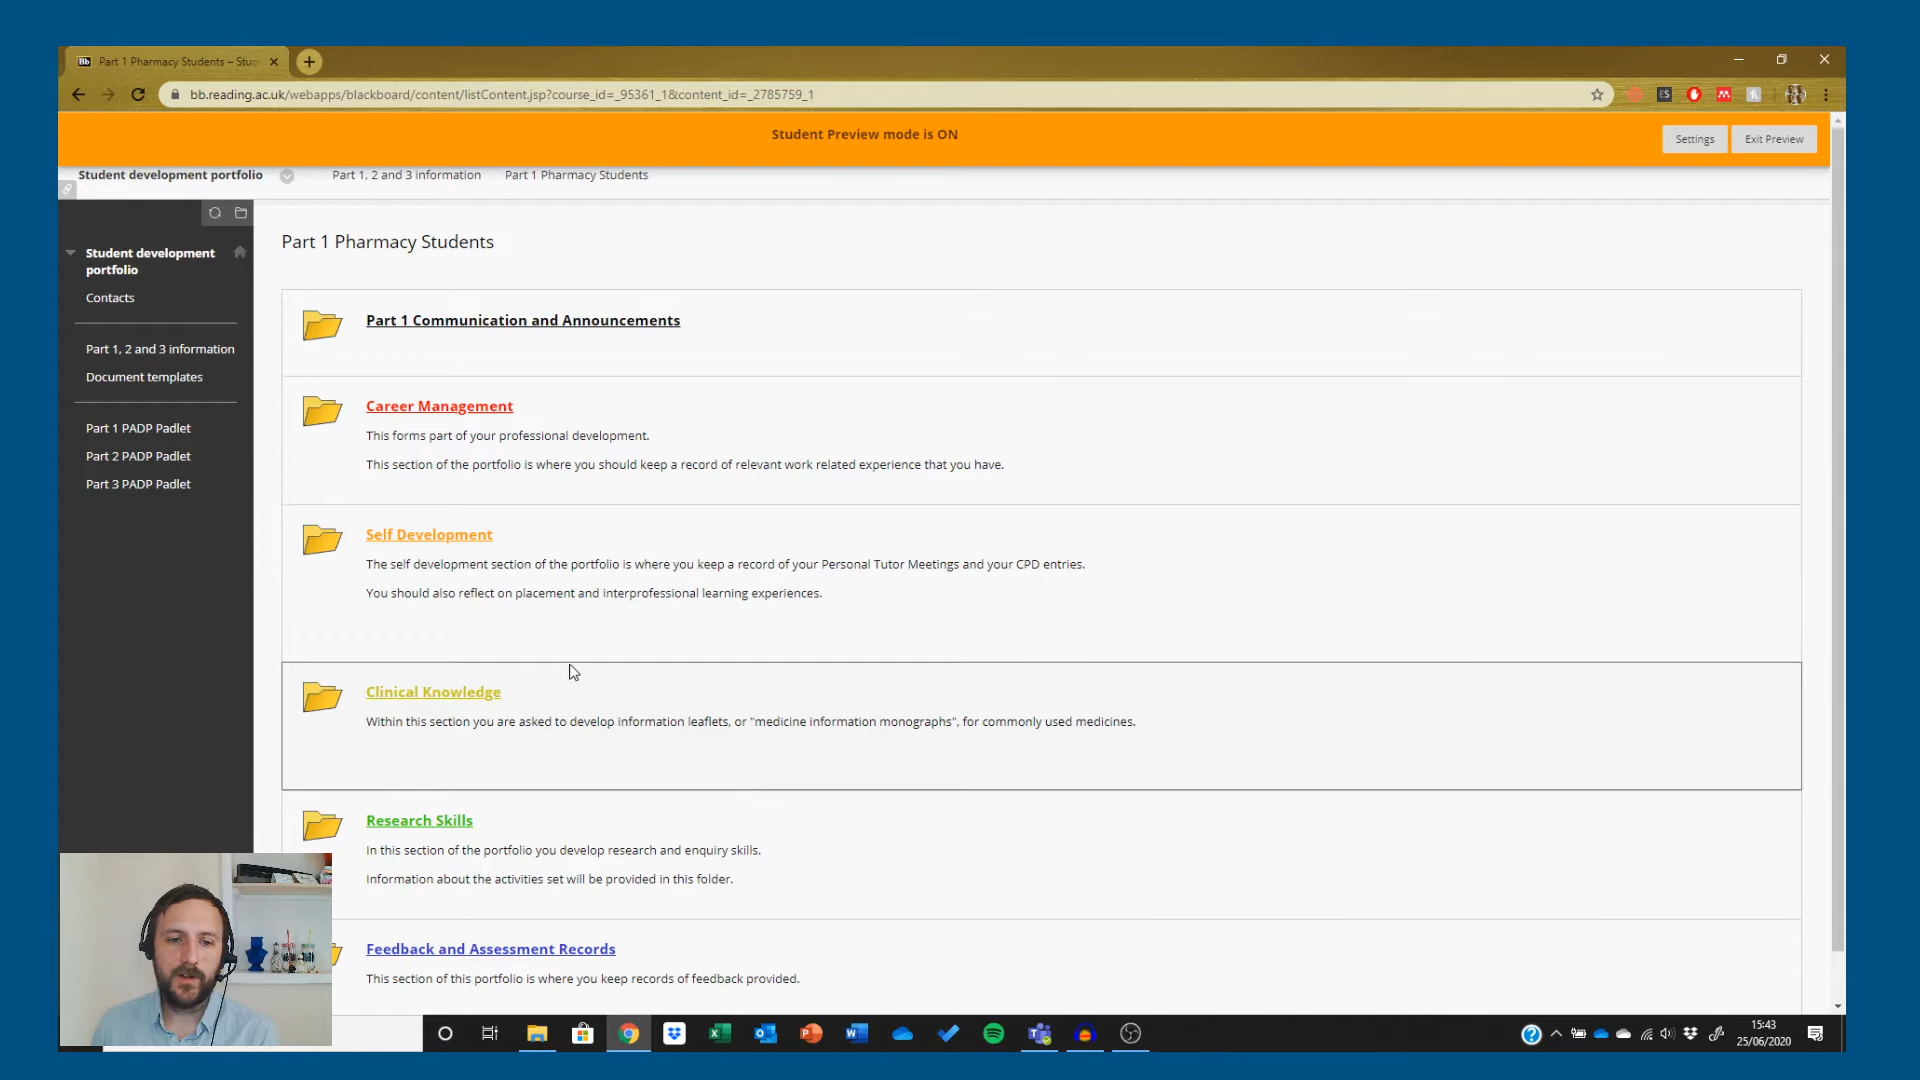 Part 1 Pharmacy Students – Stu
bb.reading.ac.uk/webapps/blackboard/content/listContent.jsp?course_id=_95361_1&content_id=_2785759_1
Student Preview mode is ON
Settings
Exit Preview
Student development portfolio
Part 1, 2 and 3 information
Part 1 Pharmacy Students
Student development
portfolio
Contacts
Part 1, 2 and 3 information
Document templates
Part 1 PADP Padlet
Part 2 PADP Padlet
Part 3 PADP Padlet
Part 1 Pharmacy Students
Part 1 Communication and Announcements
Career Management
This forms part of your professional development.
This section of the portfolio is where you should keep a record of relevant work related experience that you have.
Self Development
The self development section of the portfolio is where you keep a record of your Personal Tutor Meetings and your CPD entries.
You should also reflect on placement and interprofessional learning experiences.
Clinical Knowledge
Within this section you are asked to develop information leaflets, or "medicine information monographs", for commonly used medicines.
Research Skills
In this section of the portfolio you develop research and enquiry skills.
Information about the activities set will be provided in this folder.
Feedback and Assessment Records
This section of this portfolio is where you keep records of feedback provided.
15:43
25/06/2020